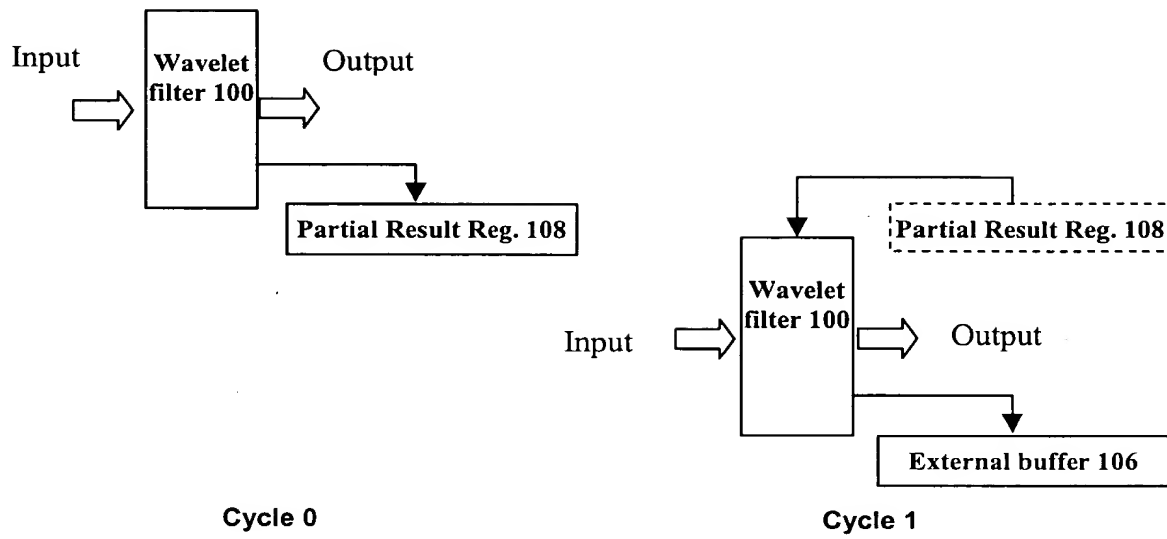 Input
Wavelet
filter 100
Output
Partial Result Reg. 108
Cycle 0
Partial Result Reg. 108
Wavelet
filter 100
Input
Output
External buffer 106
Cycle 1